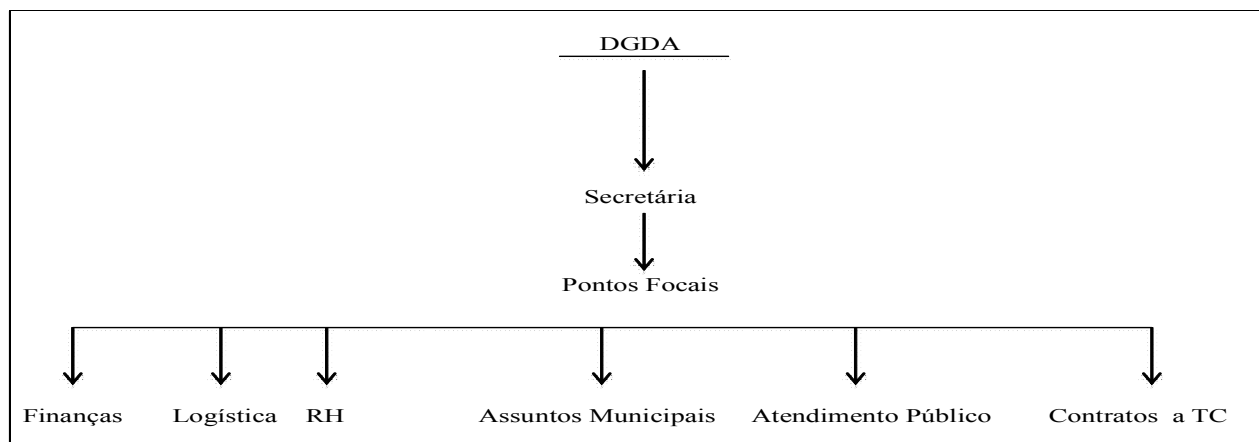 DGDA
Secretária
Pontos Focais
Finanças Logística RH Assuntos Municipais Atendimento Público Contratos a TC